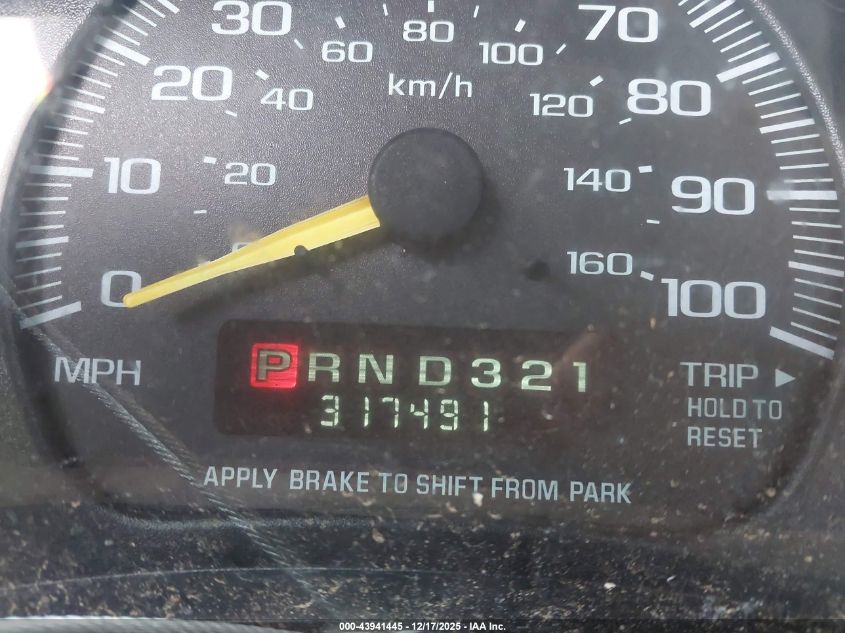 30 60 80 100 70
km/h
20 40 120 80
10 20 140 90
0 160 100
MPH PRND321 TRIP ►
317491 HOLD TO
RESET
APPLY BRAKE TO SHIFT FROM PARK
000-43941445 - 12/17/2025 - IAA Inc.